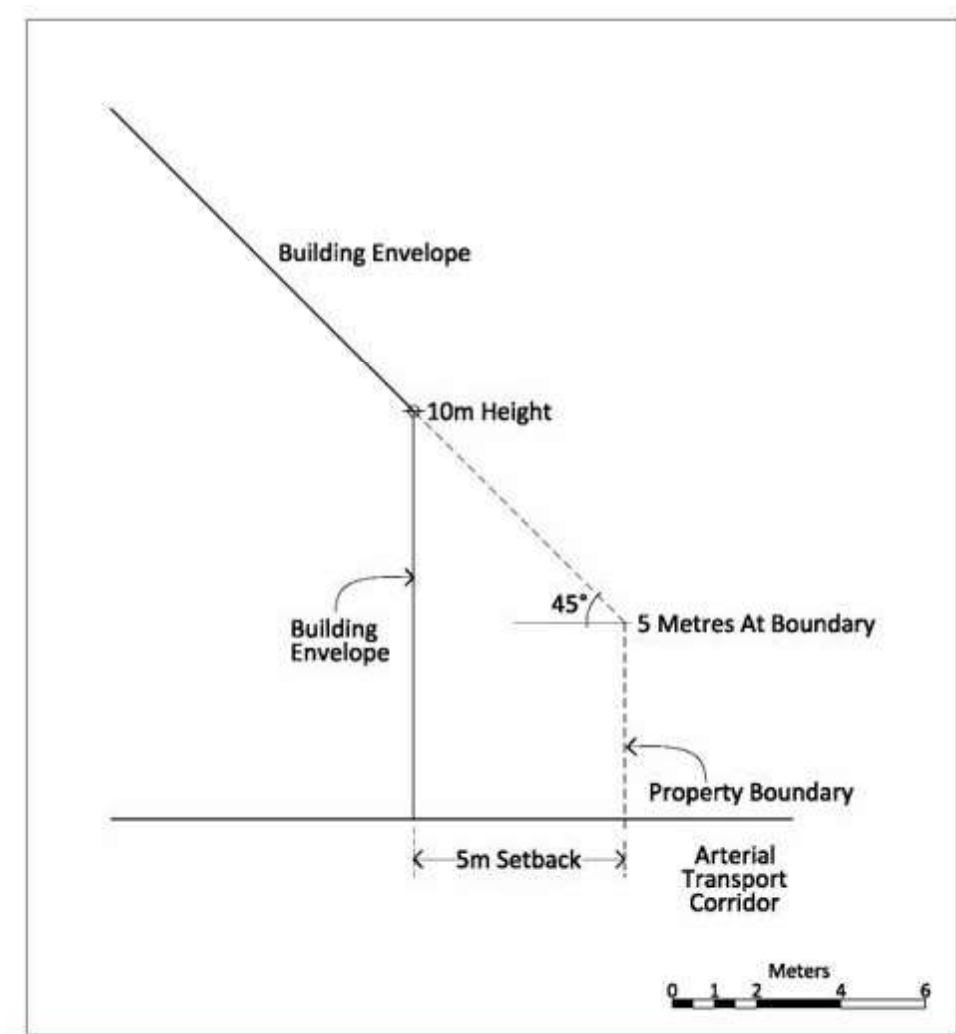 Building Envelope
10m Height
45°
5 Metres At Boundary
Building
Envelope
Property Boundary
5m Setback
Arterial
Transport
Corridor
Meters
0 1 2 4 6